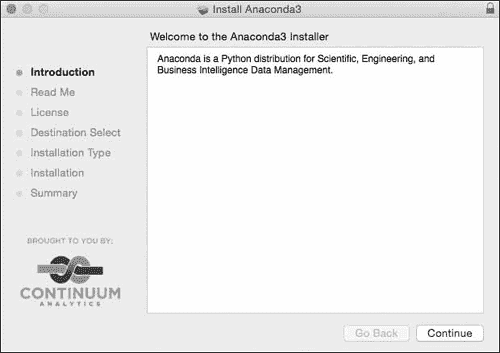 Install Anaconda3
Welcome to the Anaconda3 Installer
Introduction
Read Me
License
Destination Select
Installation Type
Installation
Summary
Anaconda is a Python distribution for Scientific, Engineering, and
Business Intelligence Data Management.
BROUGHT TO YOU BY:
CONTINUUM
ANALYTICS
Go Back
Continue